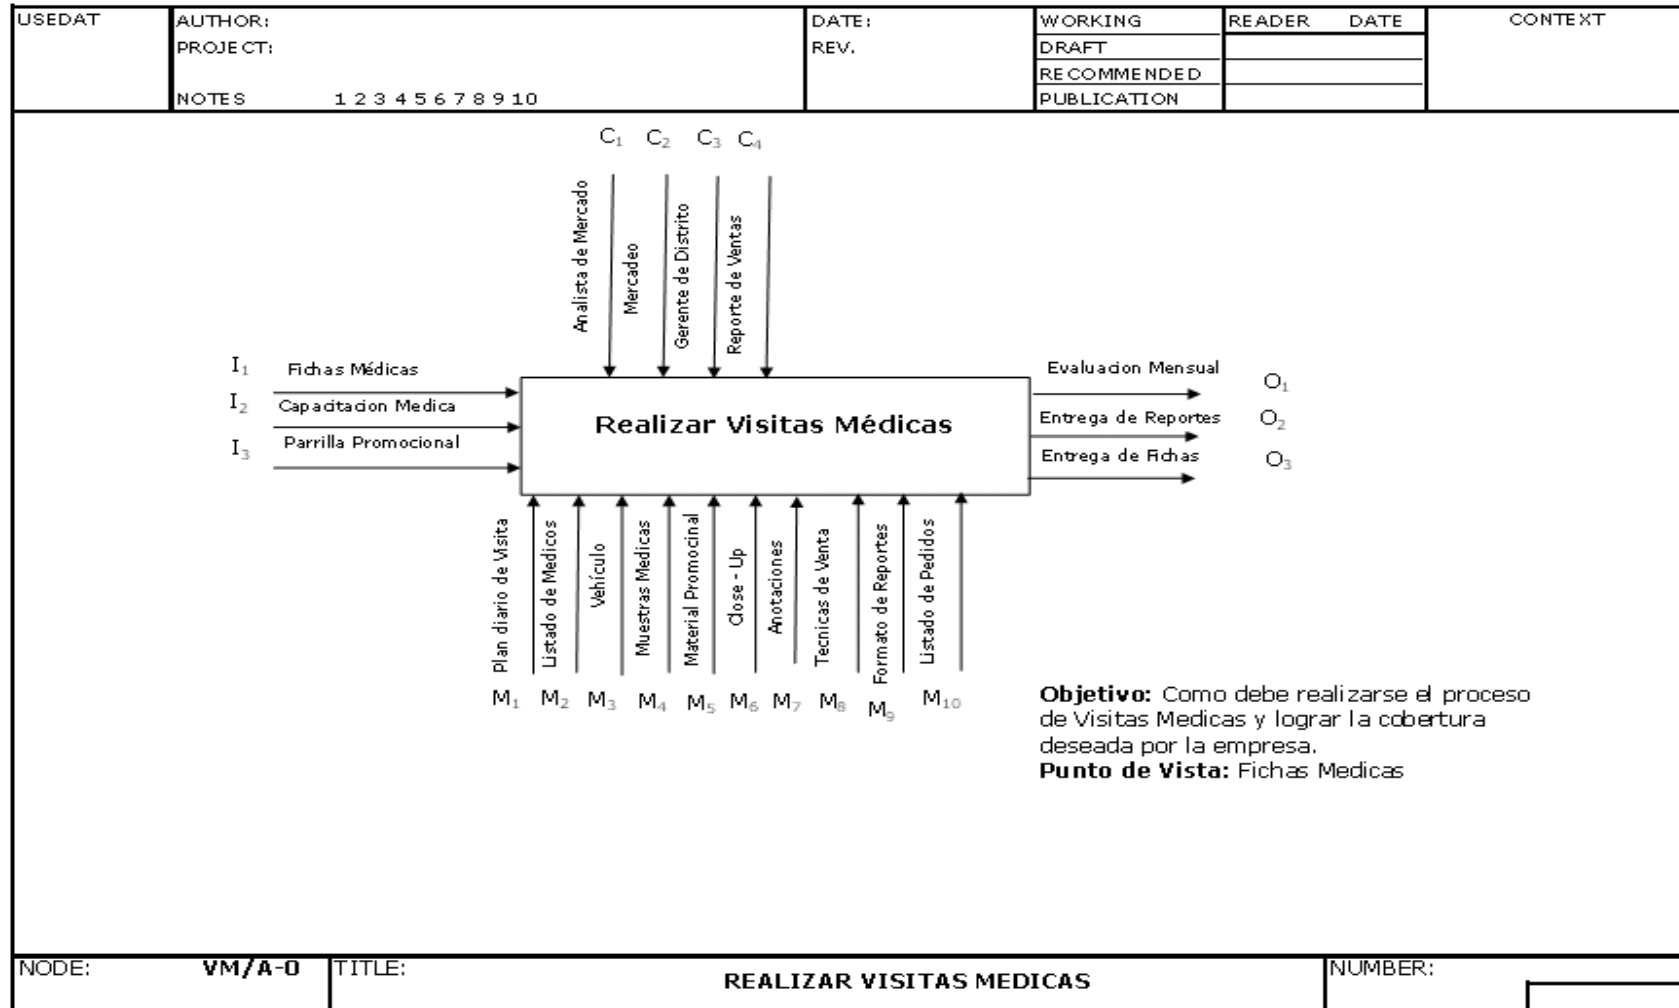 USEDAT
AUTHOR:
PROJECT:
NOTES 1 2 3 4 5 6 7 8 9 10
DATE:
REV.
WORKING
DRAFT
RECOMMENDED
PUBLICATION
READER DATE
CONTEXT
C1 C2 C3 C4
Analista de Mercado
Mercadeo
Gerente de Distrito
Reporte de Ventas
I1 Fichas Médicas
I2 Capacitacion Medica
I3 Parrilla Promocional
Realizar Visitas Médicas
Evaluacion Mensual O1
Entrega de Reportes O2
Entrega de Fichas O3
Plan diario de Visita
Listado de Medicos
Vehículo
Muestras Medicas
Material Promocinal
Close - Up
Anotaciones
Tecnicas de Venta
Formato de Reportes
Listado de Pedidos
M1 M2 M3 M4 M5 M6 M7 M8 M9 M10
Objetivo: Como debe realizarse el proceso
de Visitas Medicas y lograr la cobertura
deseada por la empresa.
Punto de Vista: Fichas Medicas
NODE: VM/A-0
TITLE: REALIZAR VISITAS MEDICAS
NUMBER: